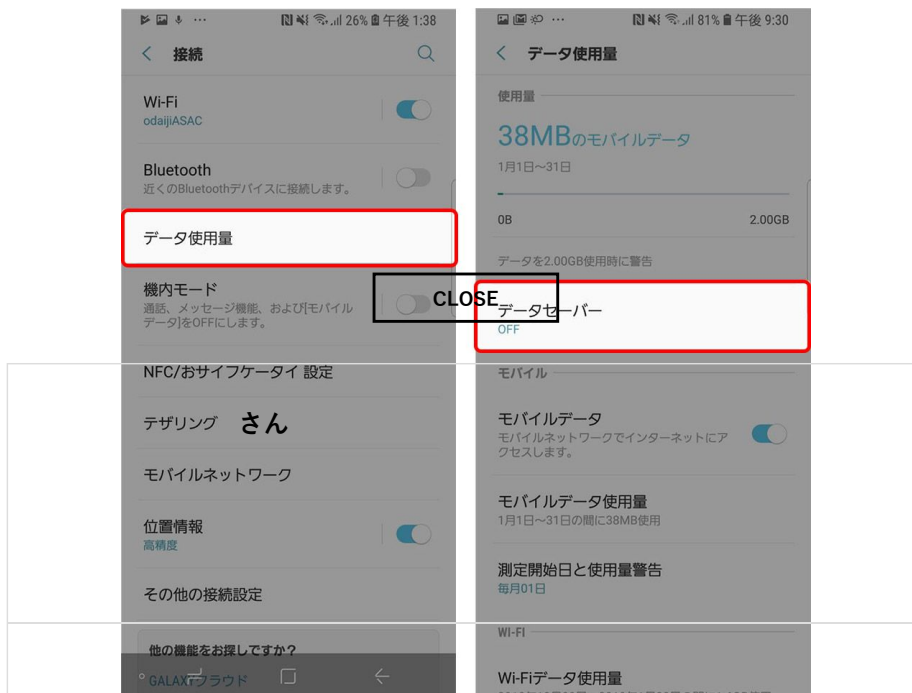 26% 午後 1:38
接続
Wi-Fi
odaijiASAC
Bluetooth
近くのBluetoothデバイスに接続します。
データ使用量
機内モード
通話、メッセージ機能、および[モバイル
データ]をOFFにします。
NFC/おサイフケータイ 設定
テザリング
さん
モバイルネットワーク
位置情報
高精度
その他の接続設定
他の機能をお探しですか?
GALAXYクラウド
CLOSE
81% 午後 9:30
データ使用量
使用量
38MBのモバイルデータ
1月1日~31日
0B 2.00GB
データを2.00GB使用時に警告
データセーバー
OFF
モバイル
モバイルデータ
モバイルネットワークでインターネットにア
クセスします。
モバイルデータ使用量
1月1日~31日の間に38MB使用
測定開始日と使用量警告
毎月01日
WI-FI
Wi-Fiデータ使用量